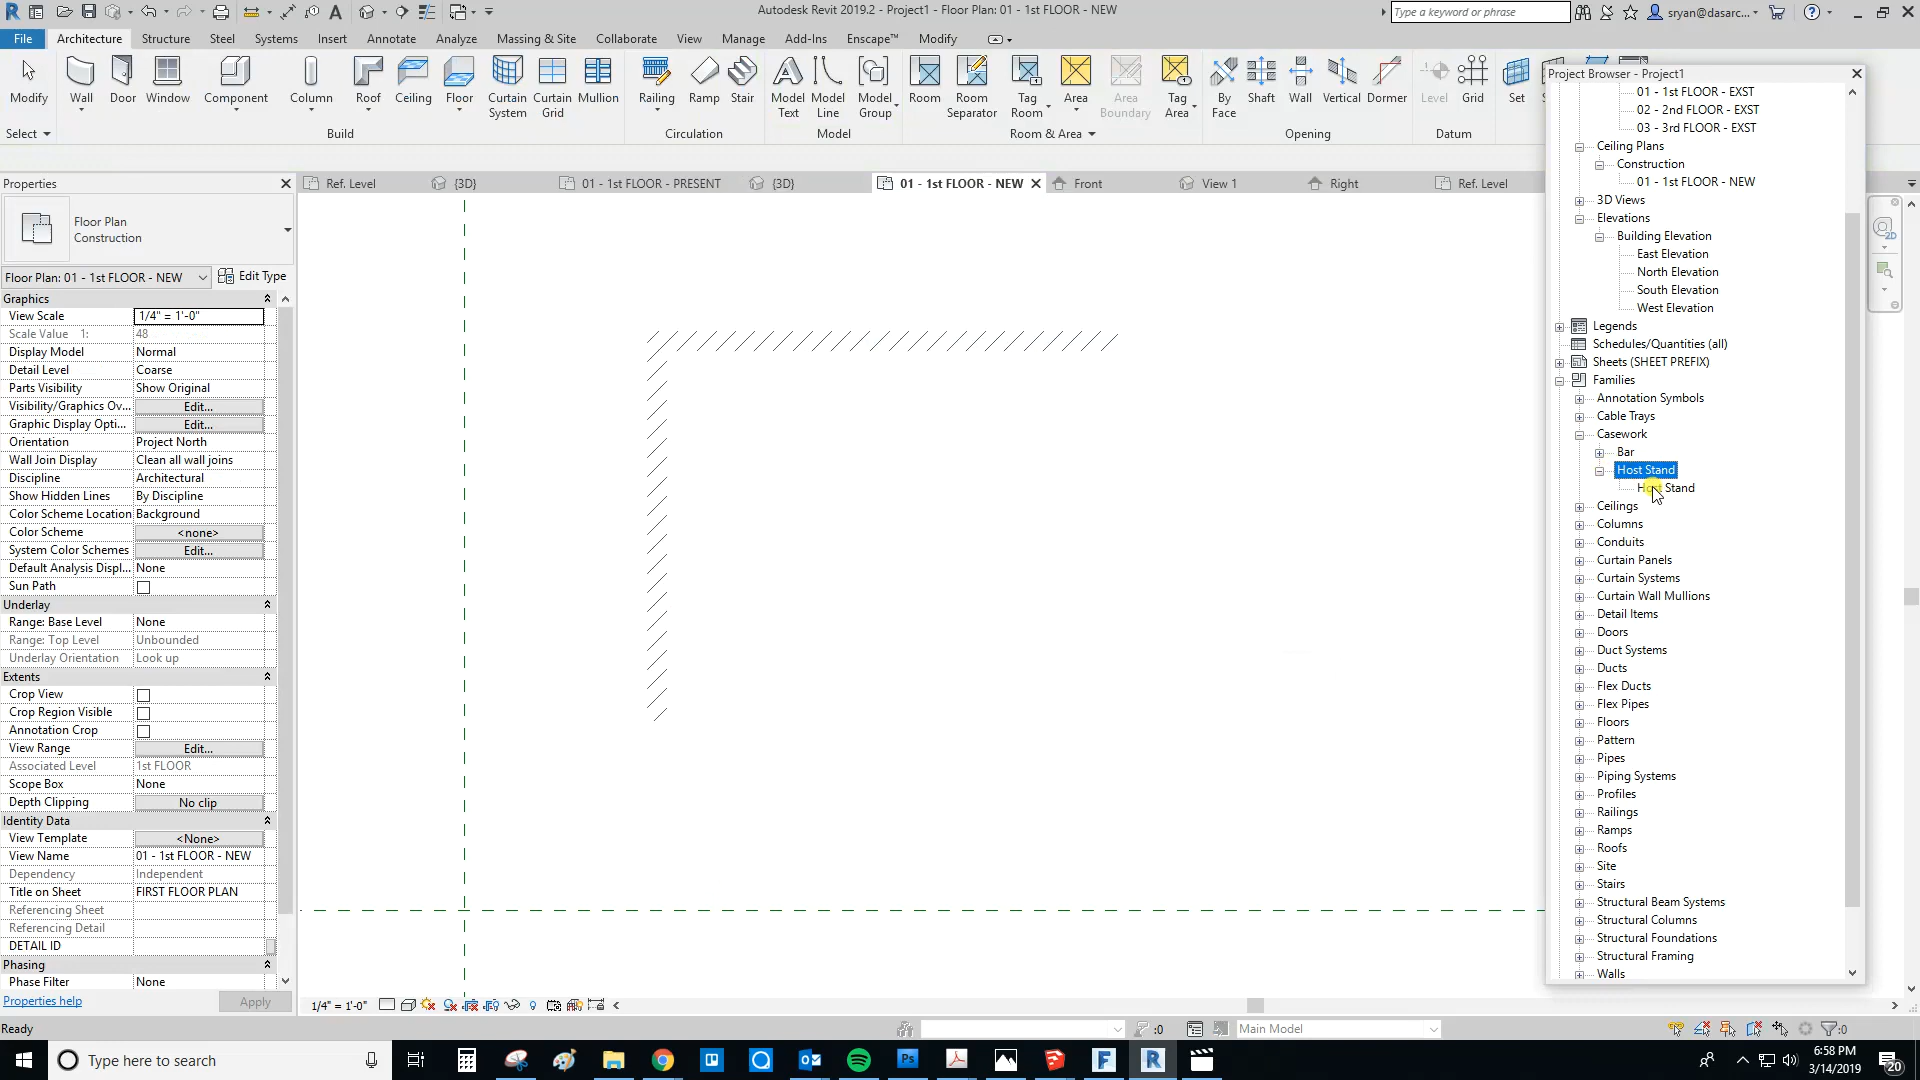 Autodesk Revit 2019.2 - Project1 - Floor Plan: 01 - 1st FLOOR - NEW
Type a keyword or phrase
sryan@dasarc...
File Architecture Structure Steel Systems Insert Annotate Analyze Massing & Site Collaborate View Manage Add-Ins Enscape™ Modify
Modify Wall Door Window Component Column Roof Ceiling Floor Curtain System Curtain Grid Mullion Railing Ramp Stair Model Text Model Line Model Group Room Room Separator Tag Room Area Area Boundary Tag Area By Face Shaft Wall Vertical Dormer Level Grid Set
Select Build Circulation Model Room & Area Opening Datum
Properties
Ref. Level {3D} 01 - 1st FLOOR - PRESENT {3D} 01 - 1st FLOOR - NEW Front View 1 Right Ref. Level
Floor Plan
Construction
Floor Plan: 01 - 1st FLOOR - NEW Edit Type
Graphics
View Scale 1/4" = 1'-0"
Scale Value 1: 48
Display Model Normal
Detail Level Coarse
Parts Visibility Show Original
Visibility/Graphics Ov... Edit...
Graphic Display Opti... Edit...
Orientation Project North
Wall Join Display Clean all wall joins
Discipline Architectural
Show Hidden Lines By Discipline
Color Scheme Location Background
Color Scheme <none>
System Color Schemes Edit...
Default Analysis Displ... None
Sun Path
Underlay
Range: Base Level None
Range: Top Level Unbounded
Underlay Orientation Look up
Extents
Crop View
Crop Region Visible
Annotation Crop
View Range Edit...
Associated Level 1st FLOOR
Scope Box None
Depth Clipping No clip
Identity Data
View Template <None>
View Name 01 - 1st FLOOR - NEW
Dependency Independent
Title on Sheet FIRST FLOOR PLAN
Referencing Sheet
Referencing Detail
DETAIL ID
Phasing
Phase Filter None
Properties help Apply
Project Browser - Project1
01 - 1st FLOOR - EXST
02 - 2nd FLOOR - EXST
03 - 3rd FLOOR - EXST
Ceiling Plans
Construction
01 - 1st FLOOR - NEW
3D Views
Elevations
Building Elevation
East Elevation
North Elevation
South Elevation
West Elevation
Legends
Schedules/Quantities (all)
Sheets (SHEET PREFIX)
Families
Annotation Symbols
Cable Trays
Casework
Bar
Host Stand
Host Stand
Ceilings
Columns
Conduits
Curtain Panels
Curtain Systems
Curtain Wall Mullions
Detail Items
Doors
Duct Systems
Ducts
Flex Ducts
Flex Pipes
Floors
Pattern
Pipes
Piping Systems
Profiles
Railings
Ramps
Roofs
Site
Stairs
Structural Beam Systems
Structural Columns
Structural Foundations
Structural Framing
Walls
2D
1/4" = 1'-0"
Ready :0 Main Model :0
Type here to search
6:58 PM
3/14/2019
20